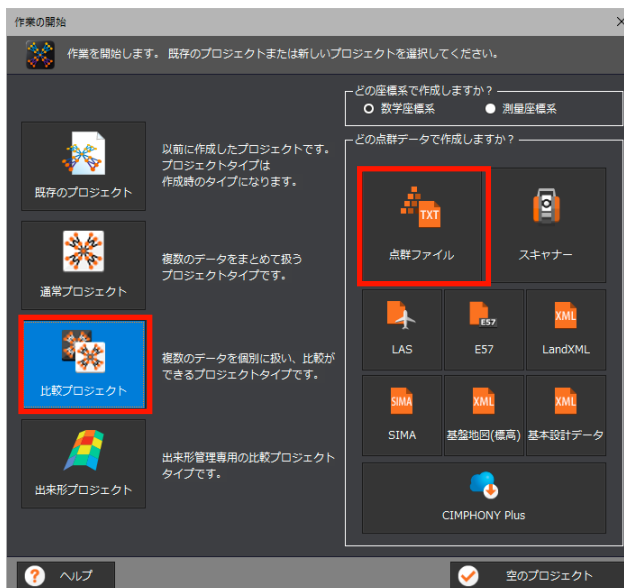 作業の開始
作業を開始します。 既存のプロジェクトまたは新しいプロジェクトを選択してください。
既存のプロジェクト
以前に作成したプロジェクトです。
プロジェクトタイプは
作成時のタイプになります。
通常プロジェクト
複数のデータをまとめて扱う
プロジェクトタイプです。
比較プロジェクト
複数のデータを個別に扱い、比較が
できるプロジェクトタイプです。
出来形プロジェクト
出来形管理専用の比較プロジェクト
タイプです。
どの座標系で作成しますか？
数学座標系
測量座標系
どの点群データで作成しますか？
TXT
点群ファイル
スキャナー
LAS
E57
E57
XML
LandXML
SIMA
SIMA
XML
基盤地図(標高)
XML
基本設計データ
CIMPHONY Plus
? ヘルプ
空のプロジェクト